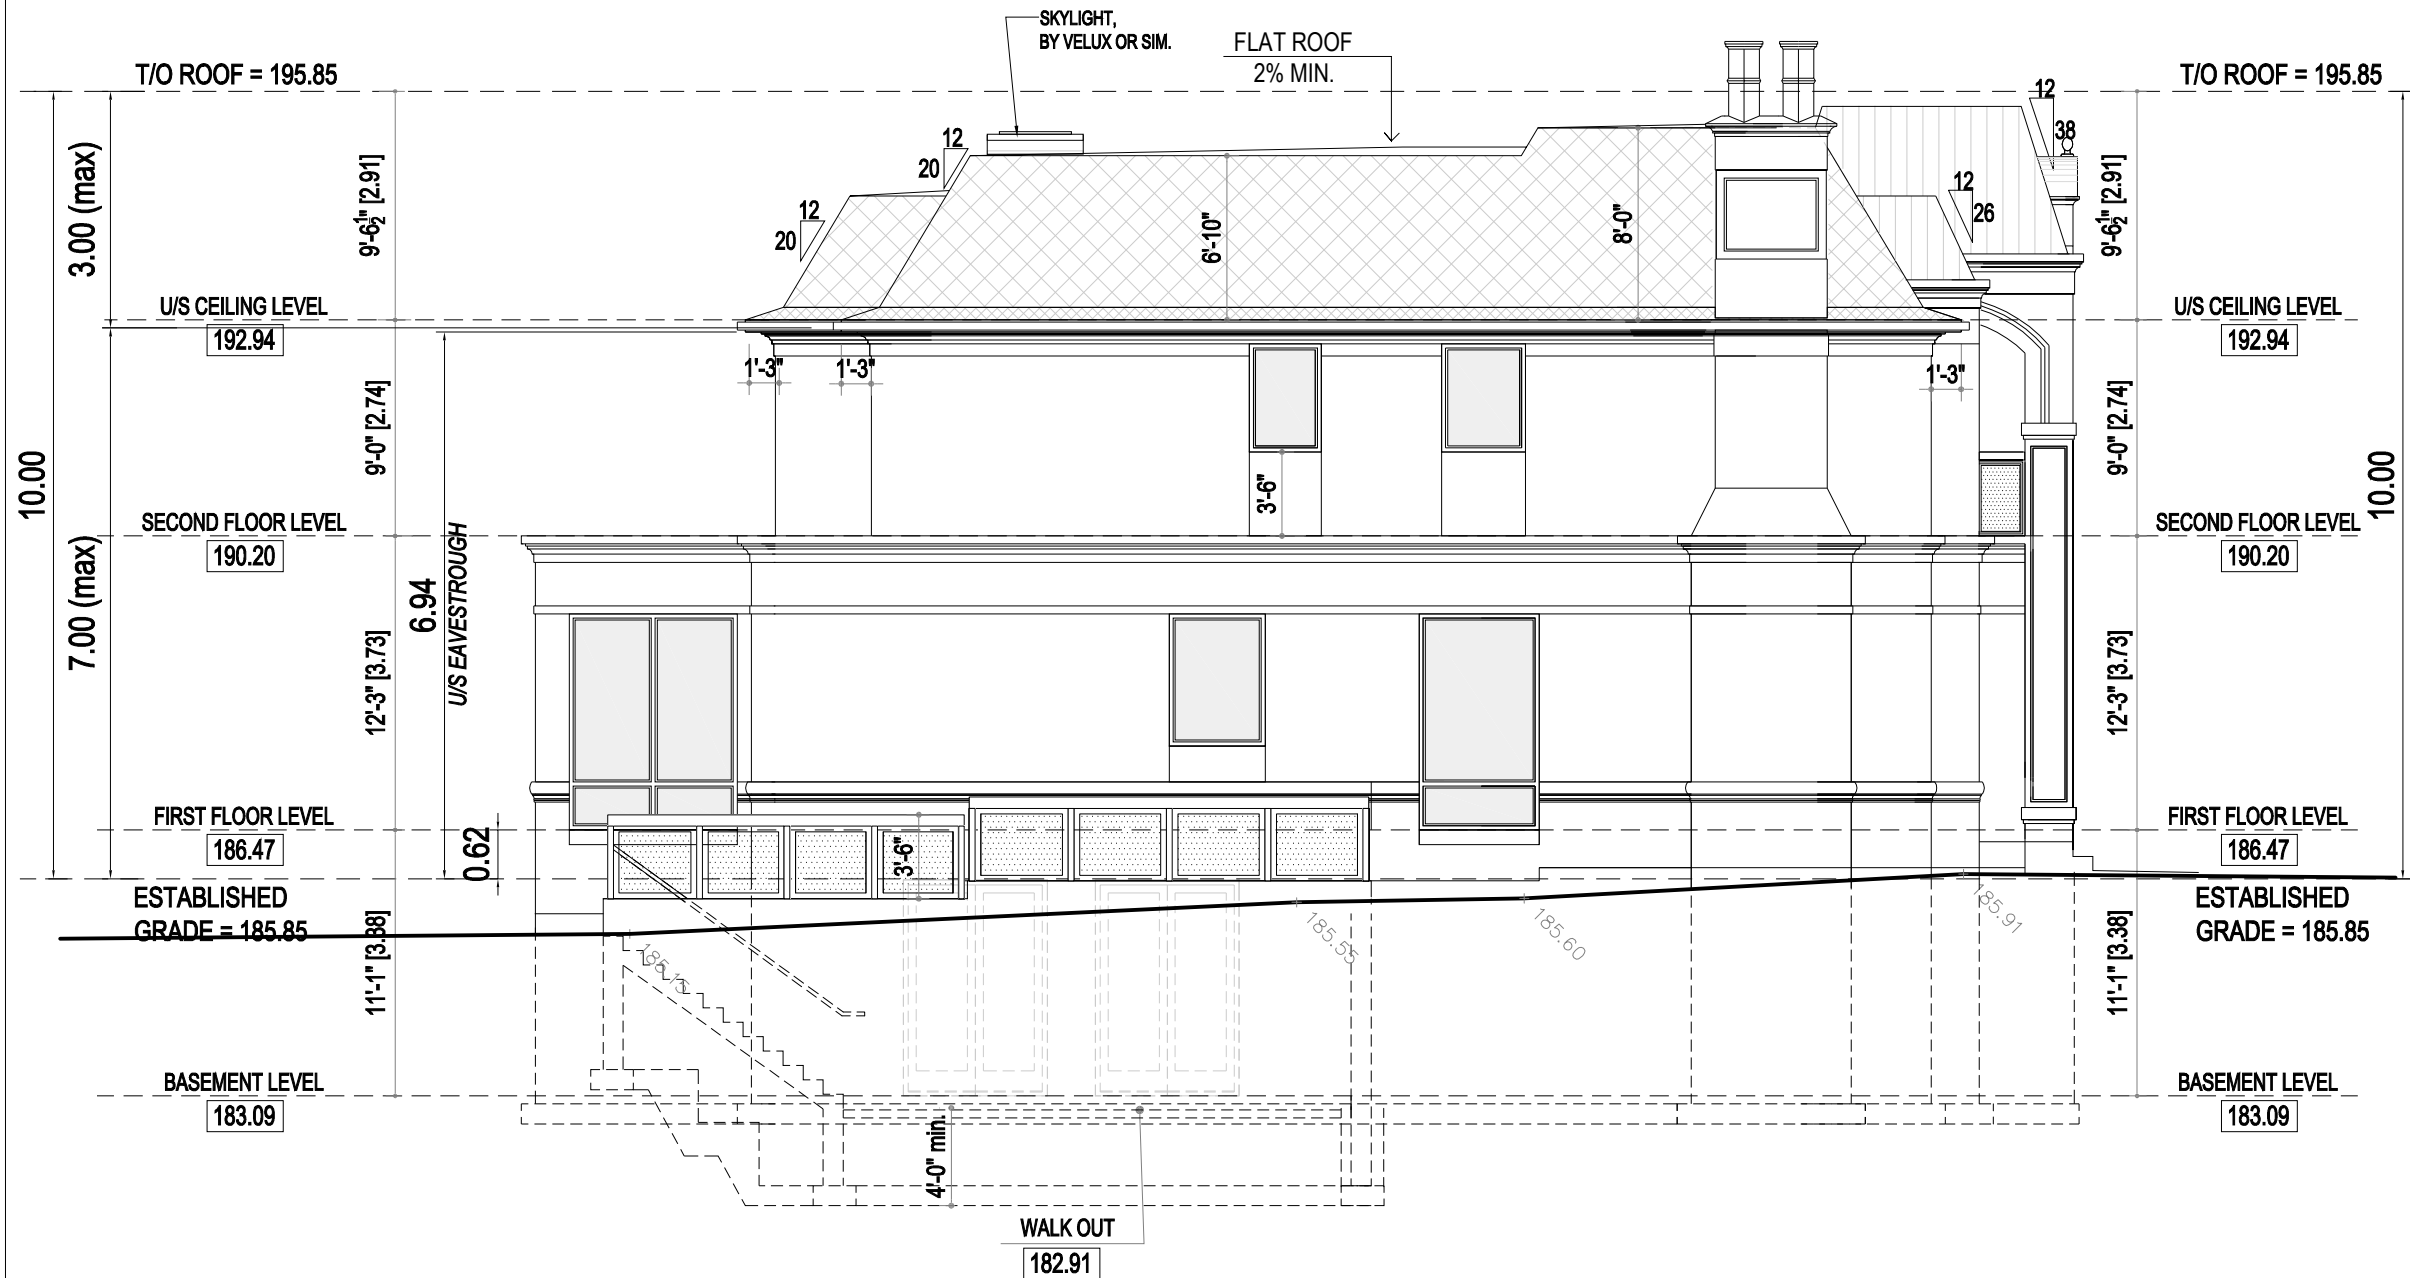 SKYLIGHT,
BY VELUX OR SIM.
FLAT ROOF
2% MIN.
T/O ROOF = 195.85
T/O ROOF = 195.85
12
38
12
20
12
26
12
20
3.00 (max)
9'-6 1/2" [2.91]
6'-10"
8'-0"
9'-6 1/2" [2.91]
U/S CEILING LEVEL
192.94
U/S CEILING LEVEL
192.94
1'-3"
1'-3"
1'-3"
10.00
9'-0" [2.74]
3'-6"
9'-0" [2.74]
10.00
SECOND FLOOR LEVEL
190.20
SECOND FLOOR LEVEL
190.20
7.00 (max)
6.94
U/S EAVESTROUGH
12'-3" [3.73]
12'-3" [3.73]
FIRST FLOOR LEVEL
186.47
FIRST FLOOR LEVEL
186.47
0.62
3'-6"
ESTABLISHED
GRADE = 185.85
ESTABLISHED
GRADE = 185.85
185.15
185.55
185.60
185.91
11'-1" [3.38]
11'-1" [3.38]
BASEMENT LEVEL
183.09
BASEMENT LEVEL
183.09
4'-0" min.
WALK OUT
182.91